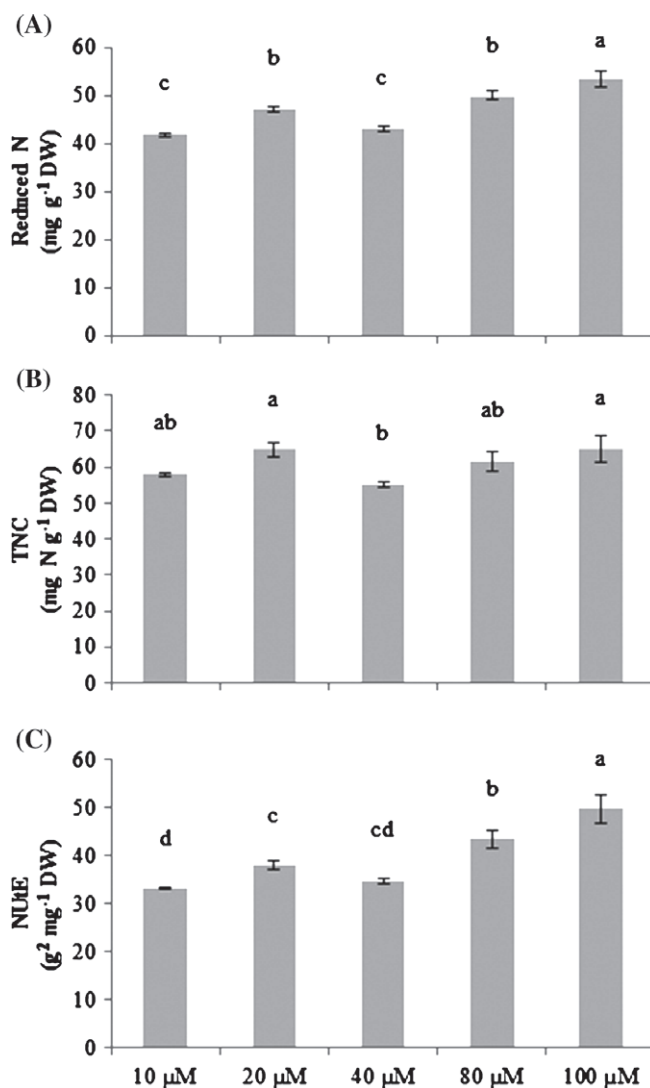 (A)
Reduced N
(mg g⁻¹ DW)
60
50
40
30
20
10
0
c
b
c
b
a
(B)
TNC
(mg N g⁻¹ DW)
80
70
60
50
40
30
20
10
0
ab
a
b
ab
a
(C)
NUtE
(g² mg⁻¹ DW)
60
50
40
30
20
10
0
d
c
cd
b
a
10 µM 20 µM 40 µM 80 µM 100 µM